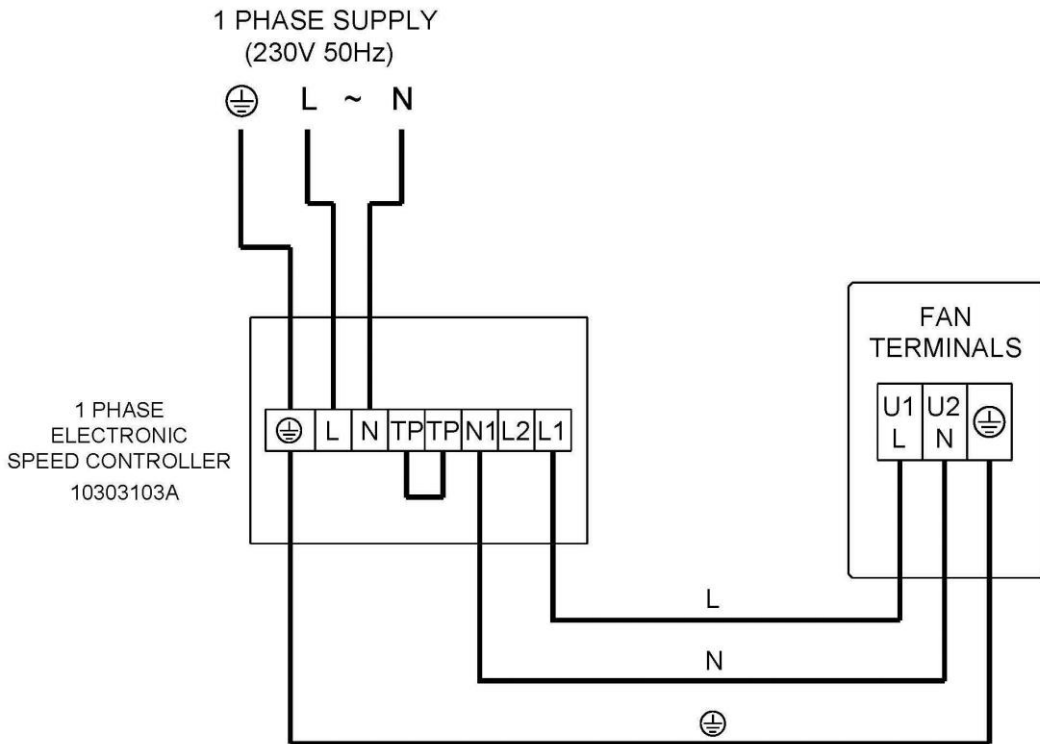 1 PHASE SUPPLY
(230V 50Hz)
L ~ N
1 PHASE
ELECTRONIC
SPEED CONTROLLER
10303103A
L N TP TP N1 L2 L1
FAN
TERMINALS
U1 U2
L N
L
N